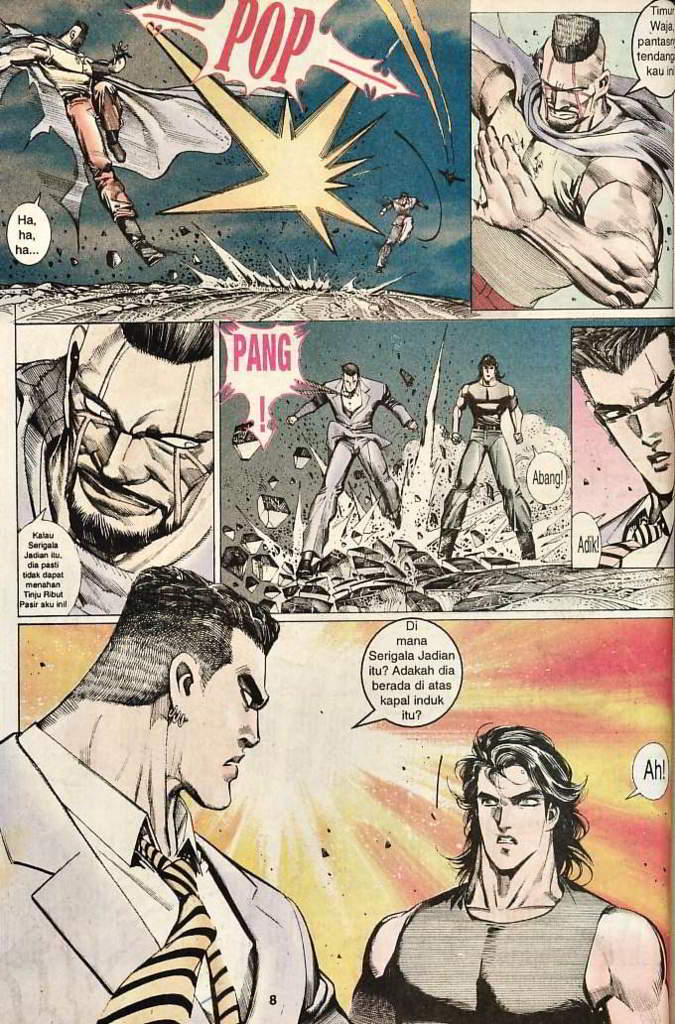 POP
Ha,
ha,
ha...
Timur
Waja,
pantasnya
tendang
kau ini!
Kalau
Serigala
Jadian itu,
dia pasti
tidak dapat
menahan
Tinju Ribut
Pasir aku ini!
PANG
!
Abang!
Adik!
Di
mana
Serigala Jadian
itu? Adakah dia
berada di atas
kapal induk
itu?
Ah!
8